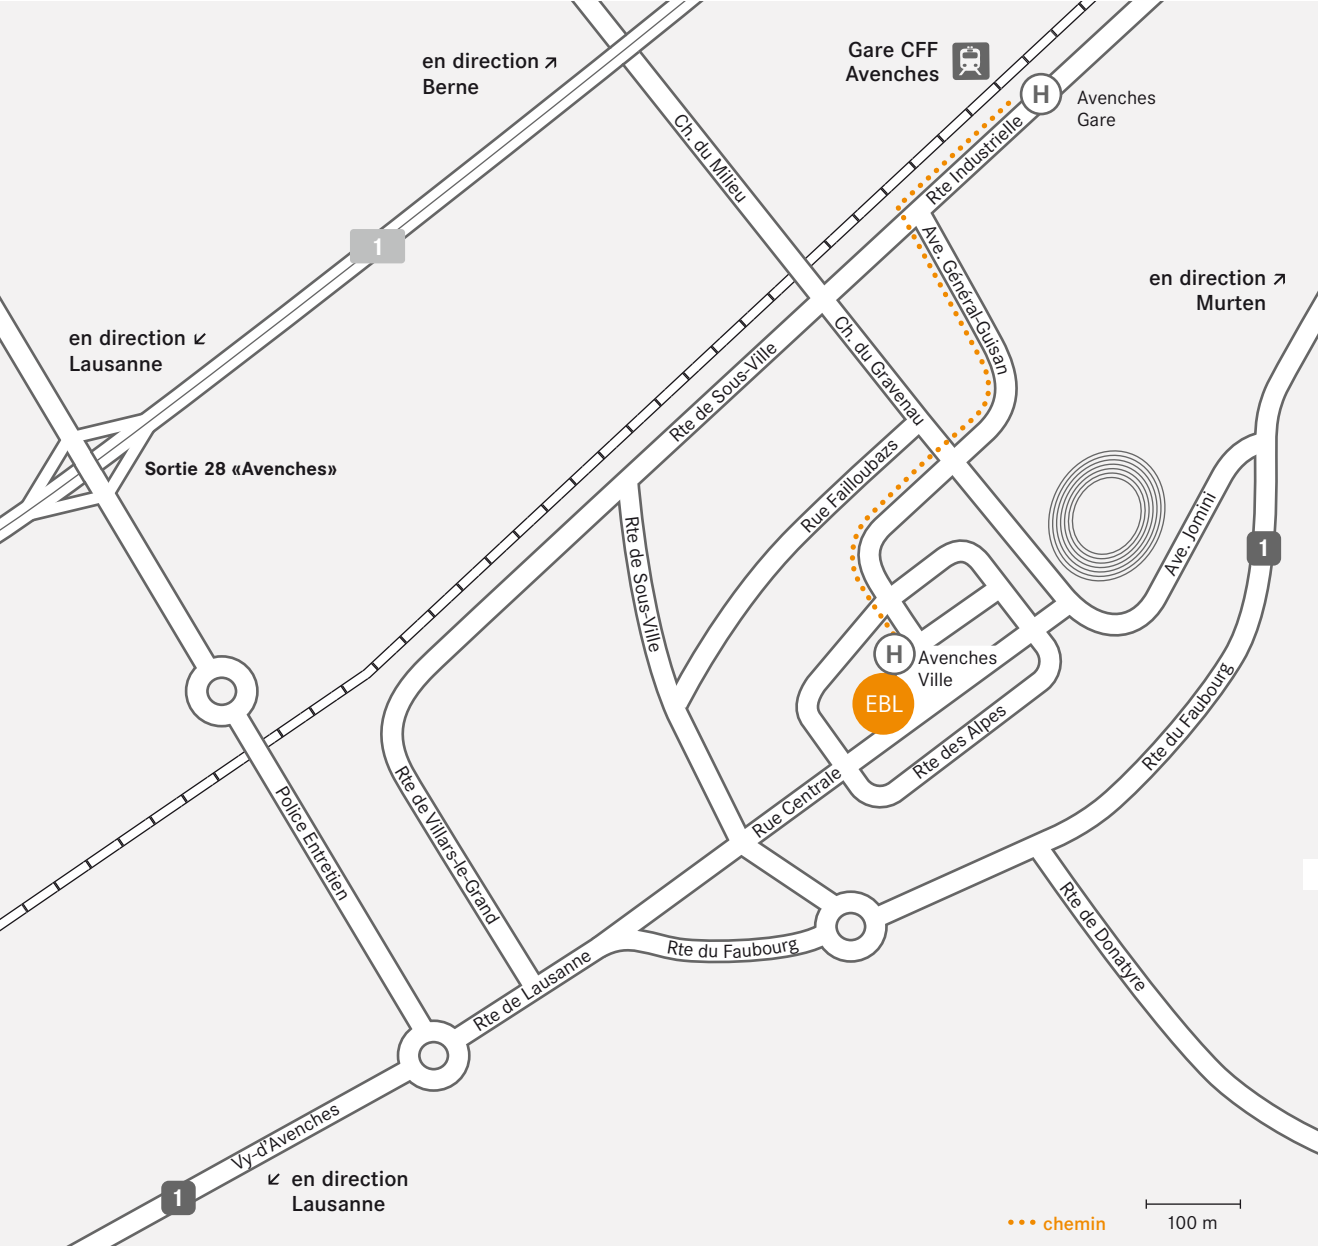 en direction ↗
Berne
Gare CFF
Avenches
H
Avenches
Gare
Ch. du Milieu
Rte Industrielle
1
Ave. Général-Guisan
en direction ↗
Murten
en direction ↙
Lausanne
Ch. du Gravenau
Rte de Sous-Ville
Sortie 28 «Avenches»
Rue Failloubazs
Rte de Sous-Ville
Ave. Jomini
1
H
Avenches
Ville
EBL
Rte du Faubourg
Rte des Alpes
Rue Centrale
Police Entretien
Rte de Villars-le-Grand
Rte du Faubourg
Rte de Donatyre
Rte de Lausanne
Vy-d'Avenches
1
↙ en direction
Lausanne
chemin
100 m